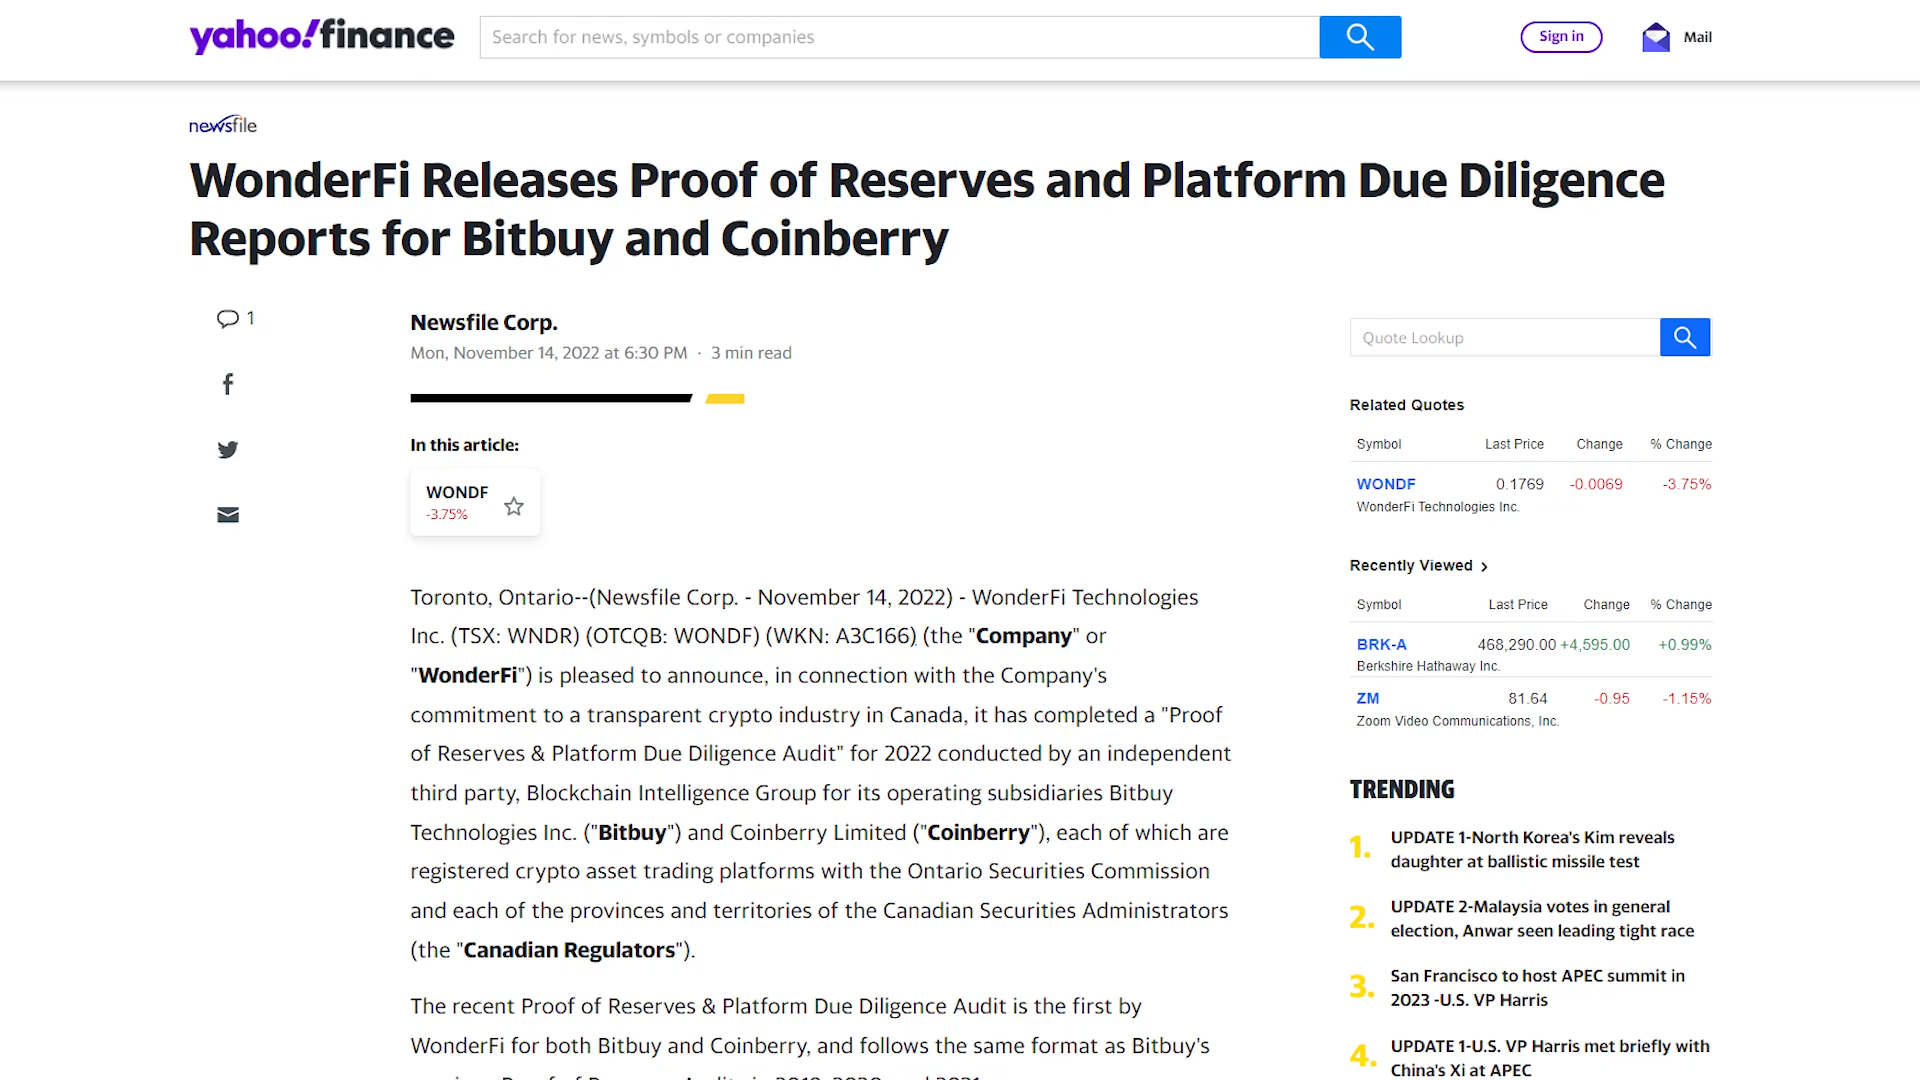 yahoo!finance
Search for news, symbols or companies
Sign in
Mail
newsfile
WonderFi Releases Proof of Reserves and Platform Due Diligence
Reports for Bitbuy and Coinberry
1
Newsfile Corp.
Mon, November 14, 2022 at 6:30 PM · 3 min read
In this article:
WONDF
-3.75%
Toronto, Ontario--(Newsfile Corp. - November 14, 2022) - WonderFi Technologies
Inc. (TSX: WNDR) (OTCQB: WONDF) (WKN: A3C166) (the "Company" or
"WonderFi") is pleased to announce, in connection with the Company's
commitment to a transparent crypto industry in Canada, it has completed a "Proof
of Reserves & Platform Due Diligence Audit" for 2022 conducted by an independent
third party, Blockchain Intelligence Group for its operating subsidiaries Bitbuy
Technologies Inc. ("Bitbuy") and Coinberry Limited ("Coinberry"), each of which are
registered crypto asset trading platforms with the Ontario Securities Commission
and each of the provinces and territories of the Canadian Securities Administrators
(the "Canadian Regulators").
The recent Proof of Reserves & Platform Due Diligence Audit is the first by
WonderFi for both Bitbuy and Coinberry, and follows the same format as Bitbuy's
Quote Lookup
Related Quotes
Symbol Last Price Change % Change
WONDF 0.1769 -0.0069 -3.75%
WonderFi Technologies Inc.
Recently Viewed >
Symbol Last Price Change % Change
BRK-A 468,290.00 +4,595.00 +0.99%
Berkshire Hathaway Inc.
ZM 81.64 -0.95 -1.15%
Zoom Video Communications, Inc.
TRENDING
1. UPDATE 1-North Korea's Kim reveals
daughter at ballistic missile test
2. UPDATE 2-Malaysia votes in general
election, Anwar seen leading tight race
3. San Francisco to host APEC summit in
2023 -U.S. VP Harris
4. UPDATE 1-U.S. VP Harris met briefly with
China's Xi at APEC